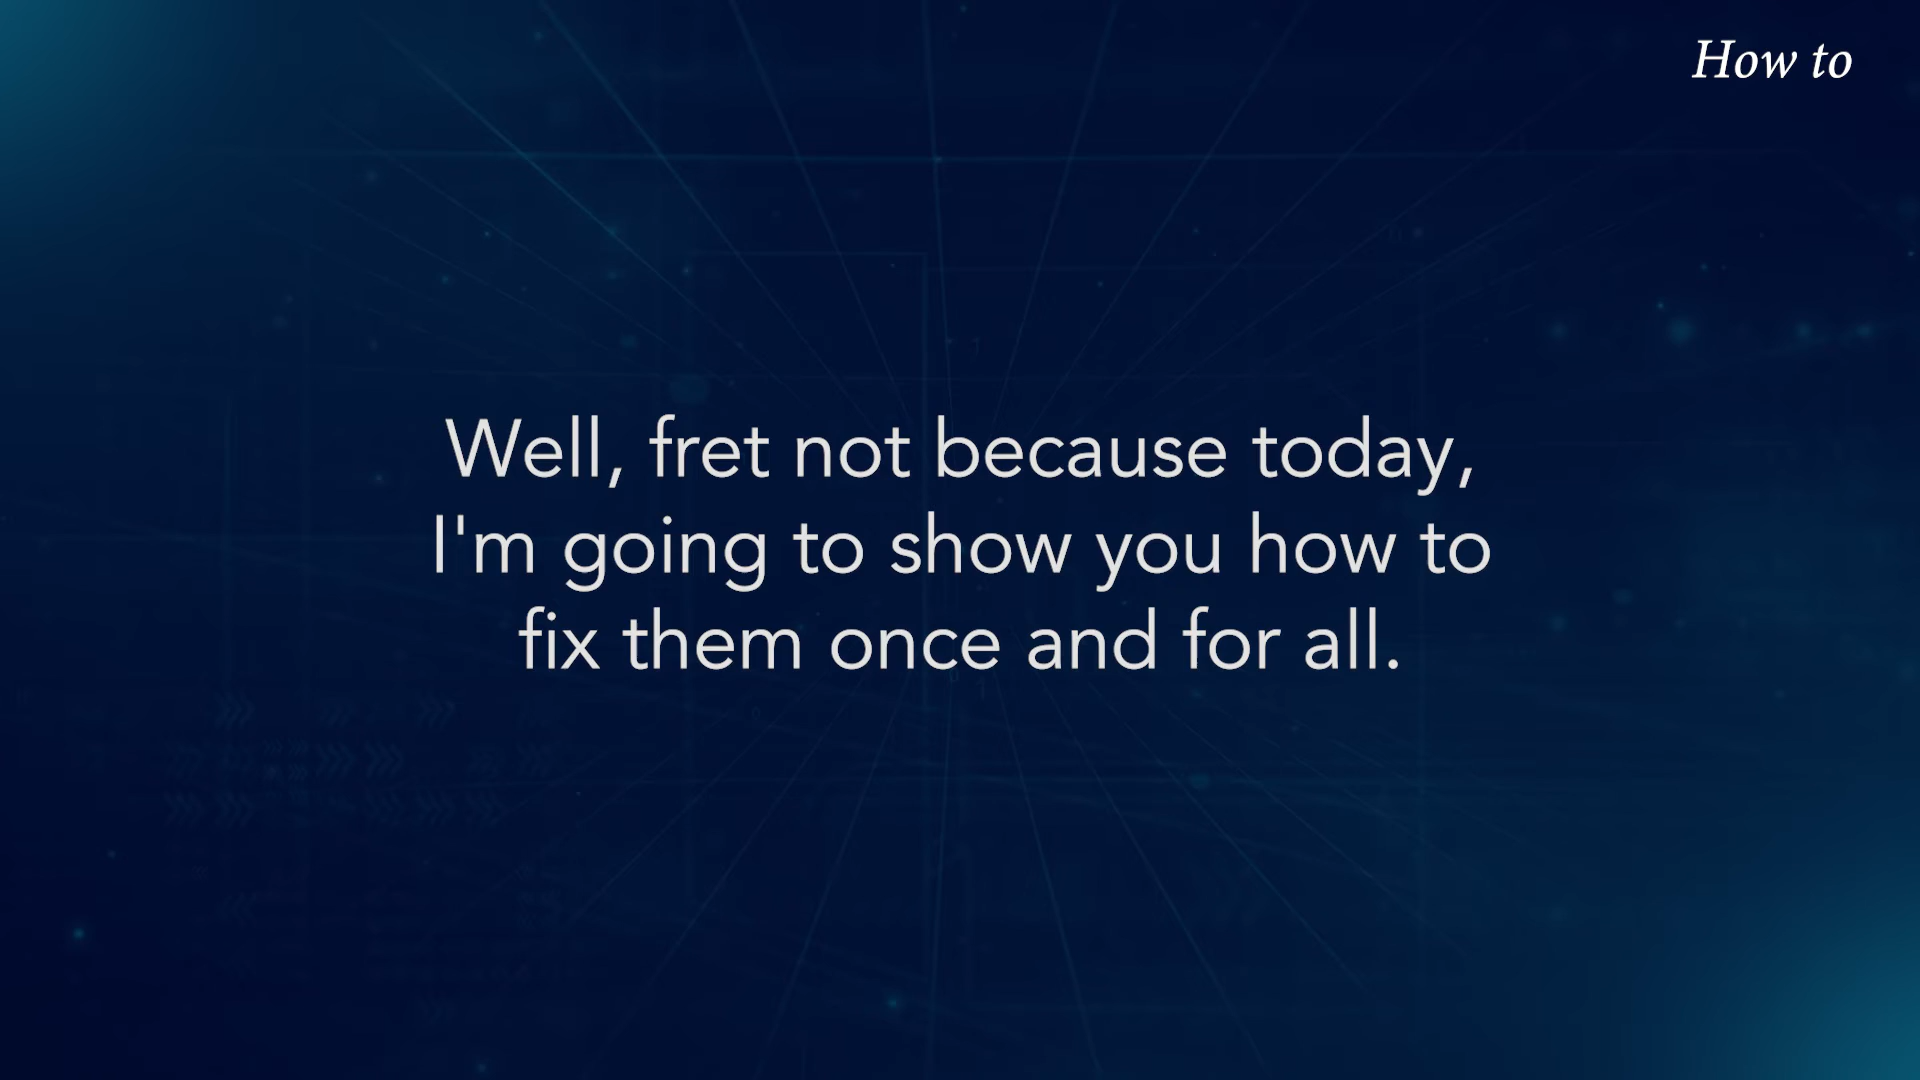 How to
Well, fret not because today,
I'm going to show you how to
fix them once and for all.